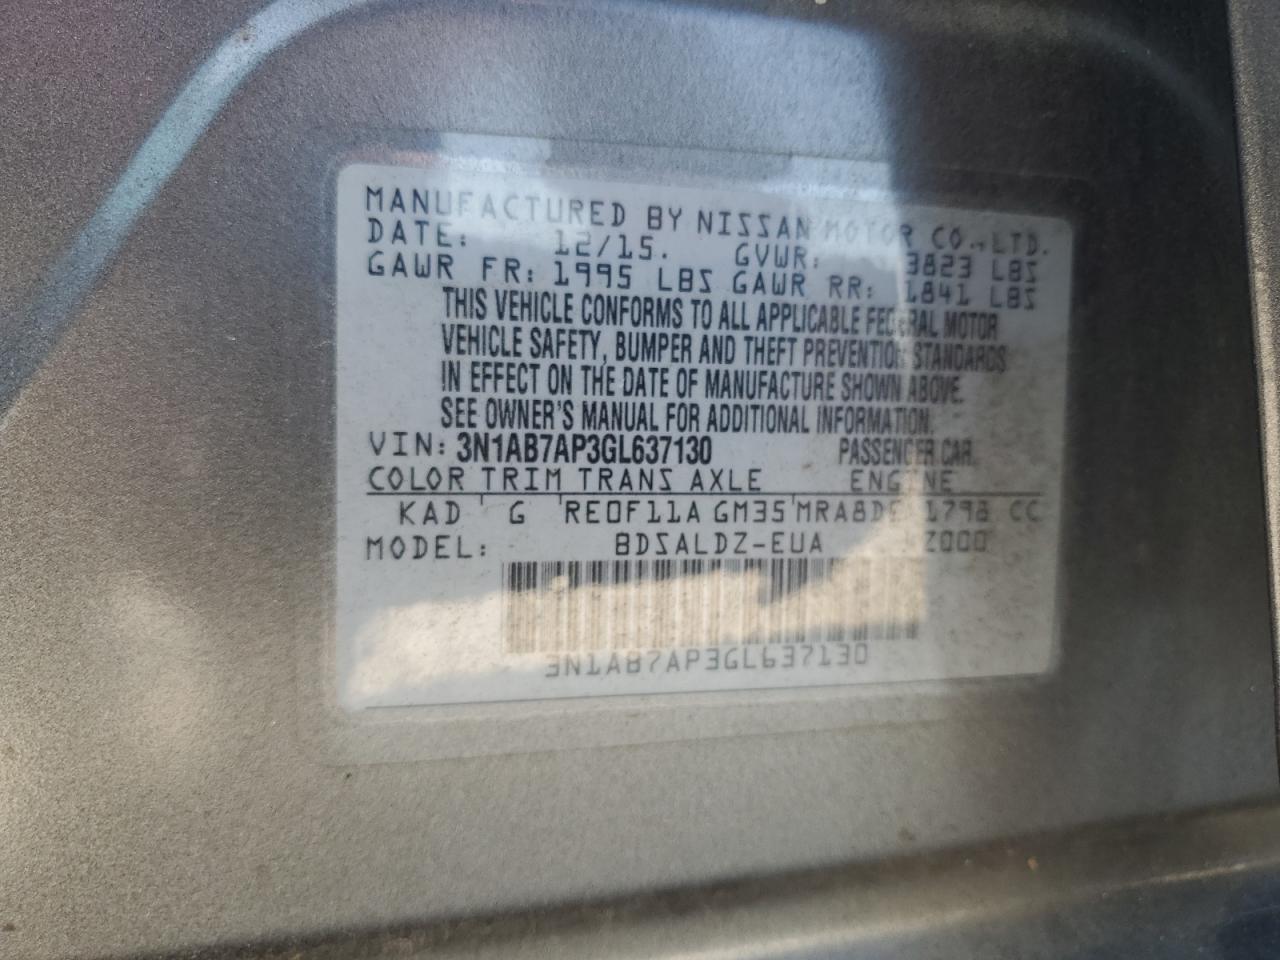 MANUFACTURED BY NISSAN MOTOR CO.,LTD.
DATE: 12/15. GVWR: 3823 LBS
GAWR FR: 1995 LBS GAWR RR: 1841 LBS
THIS VEHICLE CONFORMS TO ALL APPLICABLE FEDERAL MOTOR
VEHICLE SAFETY, BUMPER AND THEFT PREVENTION STANDARDS
IN EFFECT ON THE DATE OF MANUFACTURE SHOWN ABOVE.
SEE OWNER'S MANUAL FOR ADDITIONAL INFORMATION.
VIN: 3N1AB7AP3GL637130 PASSENGER CAR.
COLOR TRIM TRANS AXLE ENGINE
KAD G RE0F11A GM35 MRA8DE 1798 CC
MODEL: BDSALDZ-EUA
3N1AB7AP3GL637130